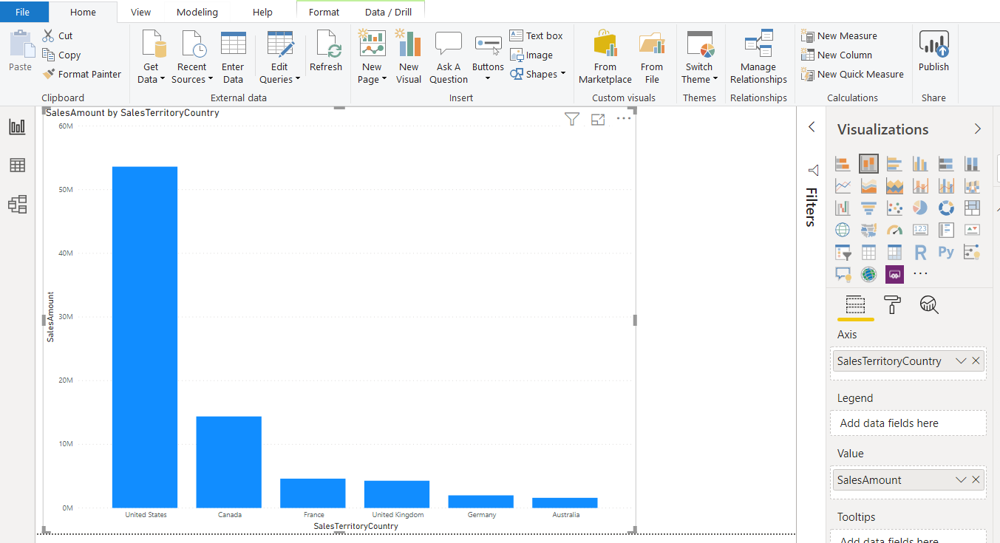 File
Home
View
Modeling
Help
Format
Data / Drill
Paste
Cut
Copy
Format Painter
Clipboard
Get
Data
Recent
Sources
Enter
Data
Edit
Queries
Refresh
External data
New
Page
New
Visual
Ask A
Question
Buttons
Text box
Image
Shapes
Insert
From
Marketplace
From
File
Custom visuals
Switch
Theme
Themes
Manage
Relationships
Relationships
New Measure
New Column
New Quick Measure
Calculations
Publish
Share
SalesAmount by SalesTerritoryCountry
60M
50M
40M
30M
20M
10M
0M
SalesAmount
United States
Canada
France
United Kingdom
Germany
Australia
SalesTerritoryCountry
Filters
Visualizations
123
R
Py
Axis
SalesTerritoryCountry
Legend
Add data fields here
Value
SalesAmount
Tooltips
Add data fields here